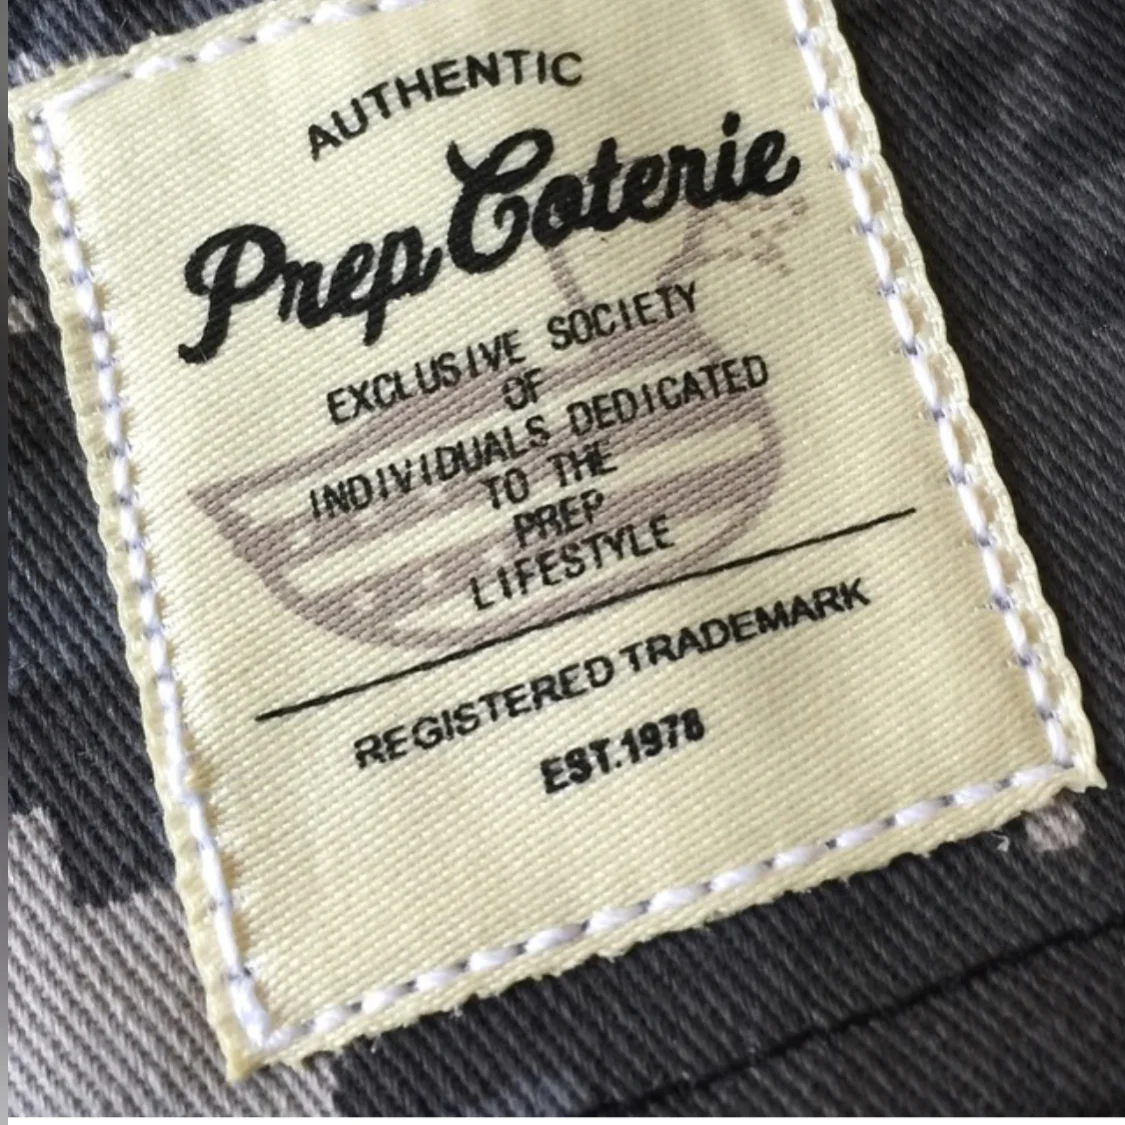 AUTHENTIC
Prep Coterie
EXCLUSIVE SOCIETY
OF
INDIVIDUALS DEDICATED
TO THE
PREP
LIFESTYLE
REGISTERED TRADEMARK
EST.1978